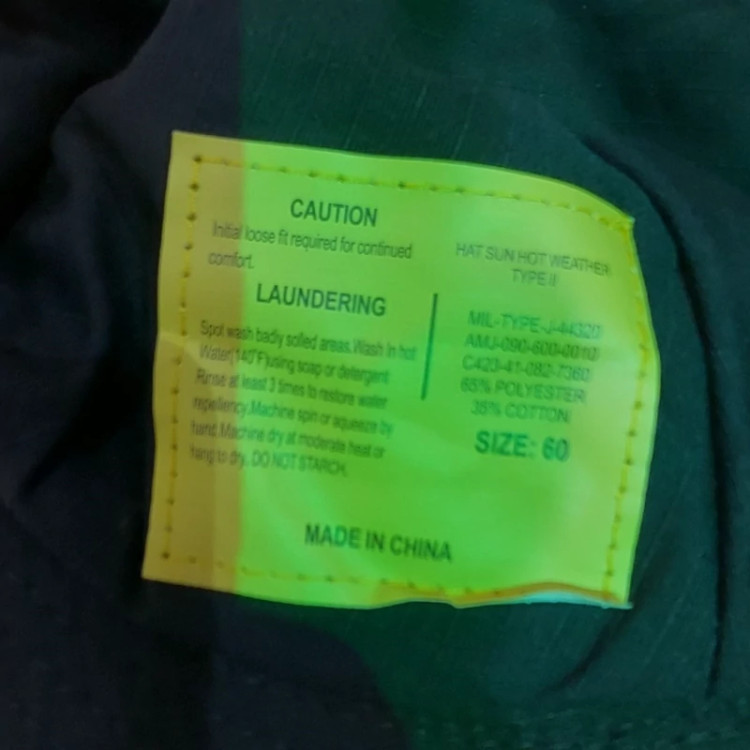 CAUTION
Initial loose fit required for continued
comfort.
LAUNDERING
Spot wash badly soiled areas.Wash in hot
Water(140°F)using soap or detergent
Rinse at least 3 times to restore water
repellency.Machine spin or squeeze by
hand.Machine dry at moderate heat or
hang to dry. DO NOT STARCH.
HAT SUN HOT WEATHER
TYPE II
MIL-TYPE-J-44320
AMJ-090-600-0010
C423-41-082-7360
65% POLYESTER
35% COTTON
SIZE: 60
MADE IN CHINA